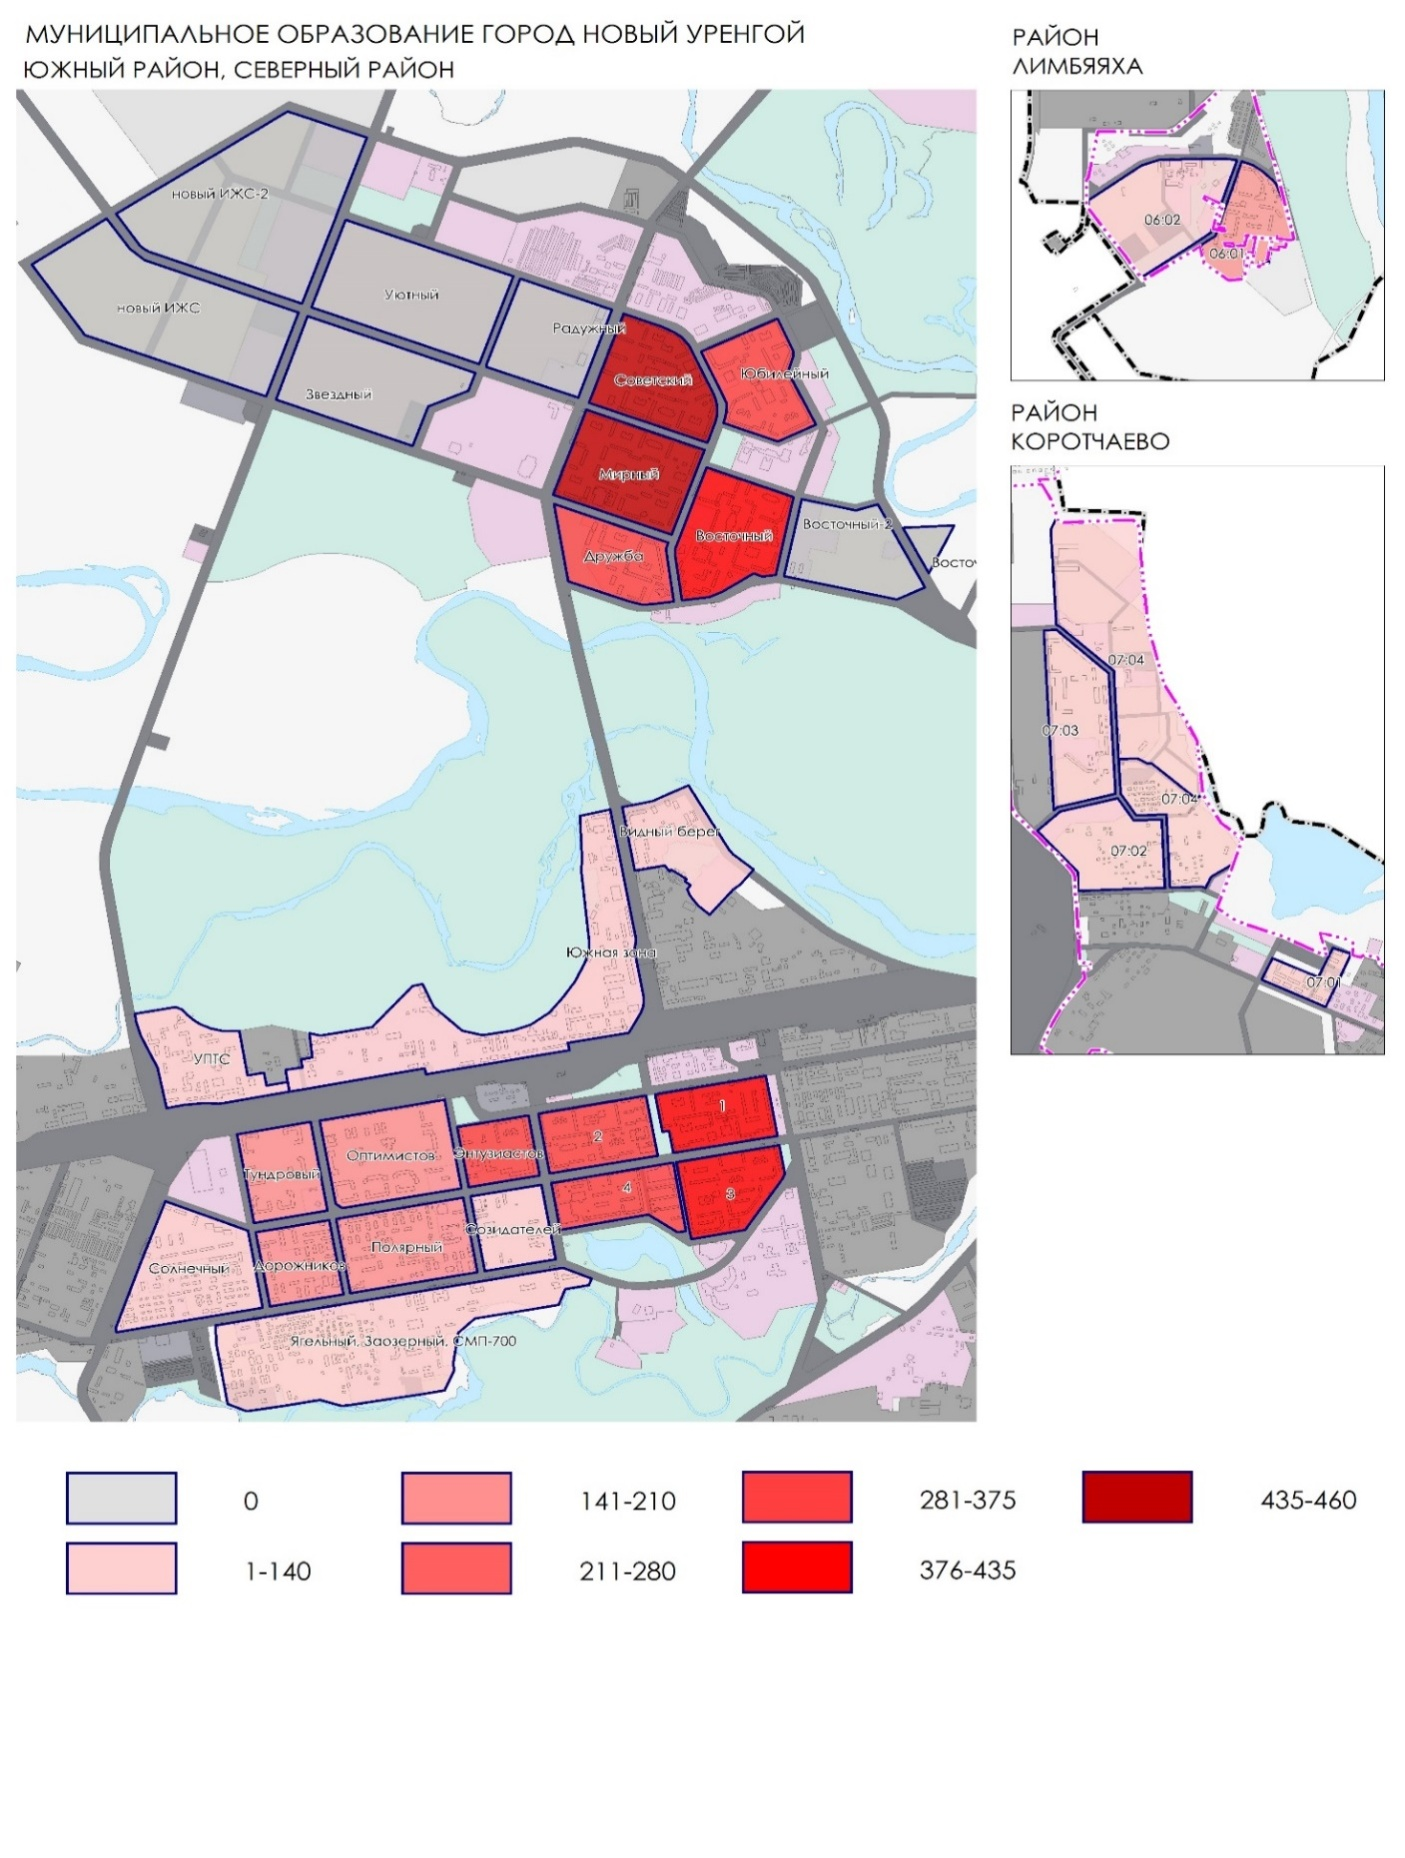 МУНИЦИПАЛЬНОЕ ОБРАЗОВАНИЕ ГОРОД НОВЫЙ УРЕНГОЙ
ЮЖНЫЙ РАЙОН, СЕВЕРНЫЙ РАЙОН
РАЙОН
ЛИМБЯЯХА
новый ИЖС-2
новый ИЖС
Уютный
Радужный
Звездный
Советский
Юбилейный
Мирный
Восточный
Восточный-2
Восточ
Дружба
Видный берег
Южная зона
УПТС
1
2
Энтузиастов
Оптимистов
Тундровый
3
4
Созидателей
Полярный
Дорожников
Солнечный
Ягельный, Заозерный, СМП-700
06:02
06:01
РАЙОН
КОРОТЧАЕВО
07:04
07:03
07:04
07:02
07:01
0
141-210
281-375
435-460
1-140
211-280
376-435